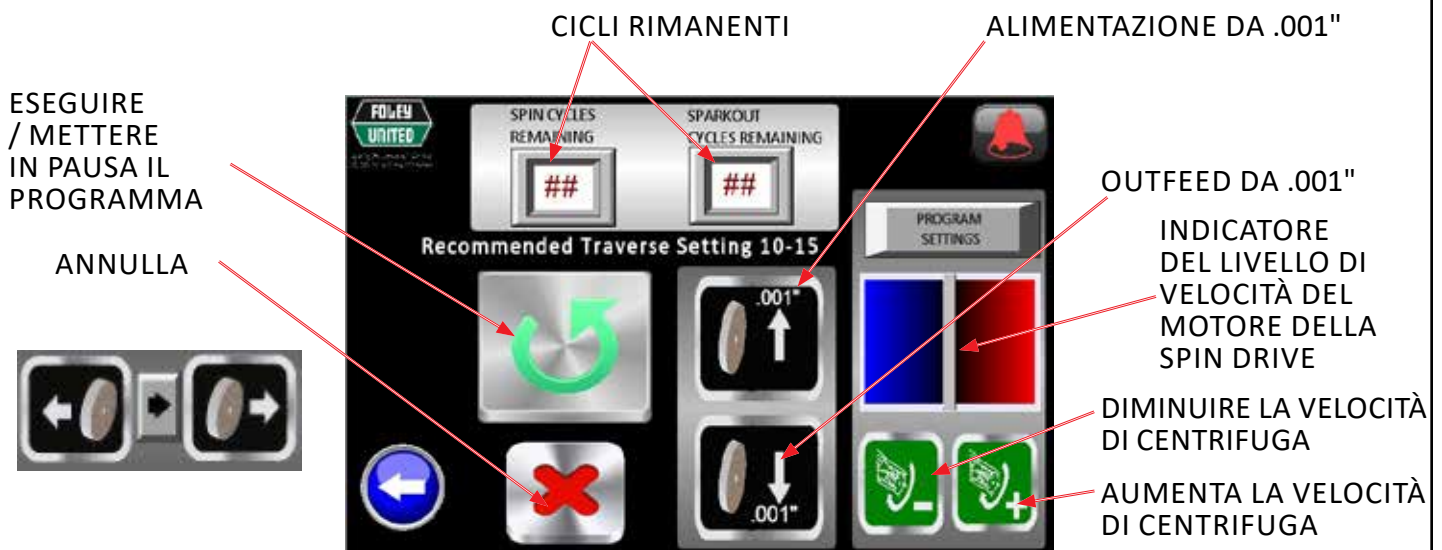 CICLI RIMANENTI
ALIMENTAZIONE DA .001"
ESEGUIRE
/ METTERE
IN PAUSA IL
PROGRAMMA
ANNULLA
FOLEY
UNITED
SPIN CYCLES
REMAINING
##
SPARKOUT
CYCLES REMAINING
##
Recommended Traverse Setting 10-15
.001"
.001"
PROGRAM
SETTINGS
OUTFEED DA .001"
INDICATORE
DEL LIVELLO DI
VELOCITÀ DEL
MOTORE DELLA
SPIN DRIVE
DIMINUIRE LA VELOCITÀ
DI CENTRIFUGA
AUMENTA LA VELOCITÀ
DI CENTRIFUGA